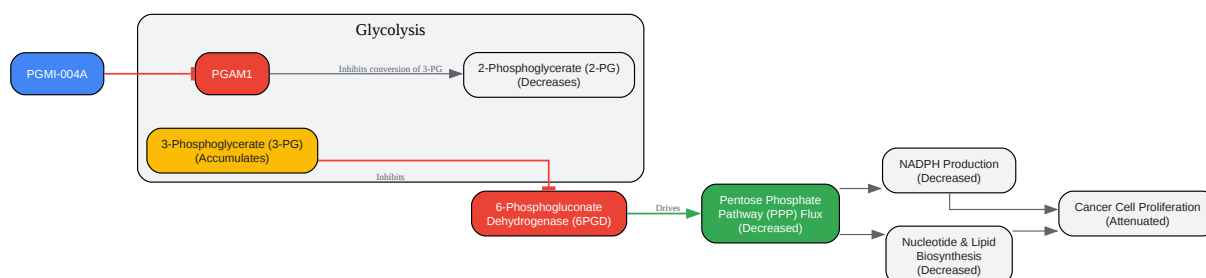 Glycolysis
PGMI-004A
PGAM1
Inhibits conversion of 3-PG
2-Phosphoglycerate (2-PG)
(Decreases)
3-Phosphoglycerate (3-PG)
(Accumulates)
Inhibits
6-Phosphogluconate
Dehydrogenase (6PGD)
Drives
Pentose Phosphate
Pathway (PPP) Flux
(Decreased)
NADPH Production
(Decreased)
Nucleotide & Lipid
Biosynthesis
(Decreased)
Cancer Cell Proliferation
(Attenuated)